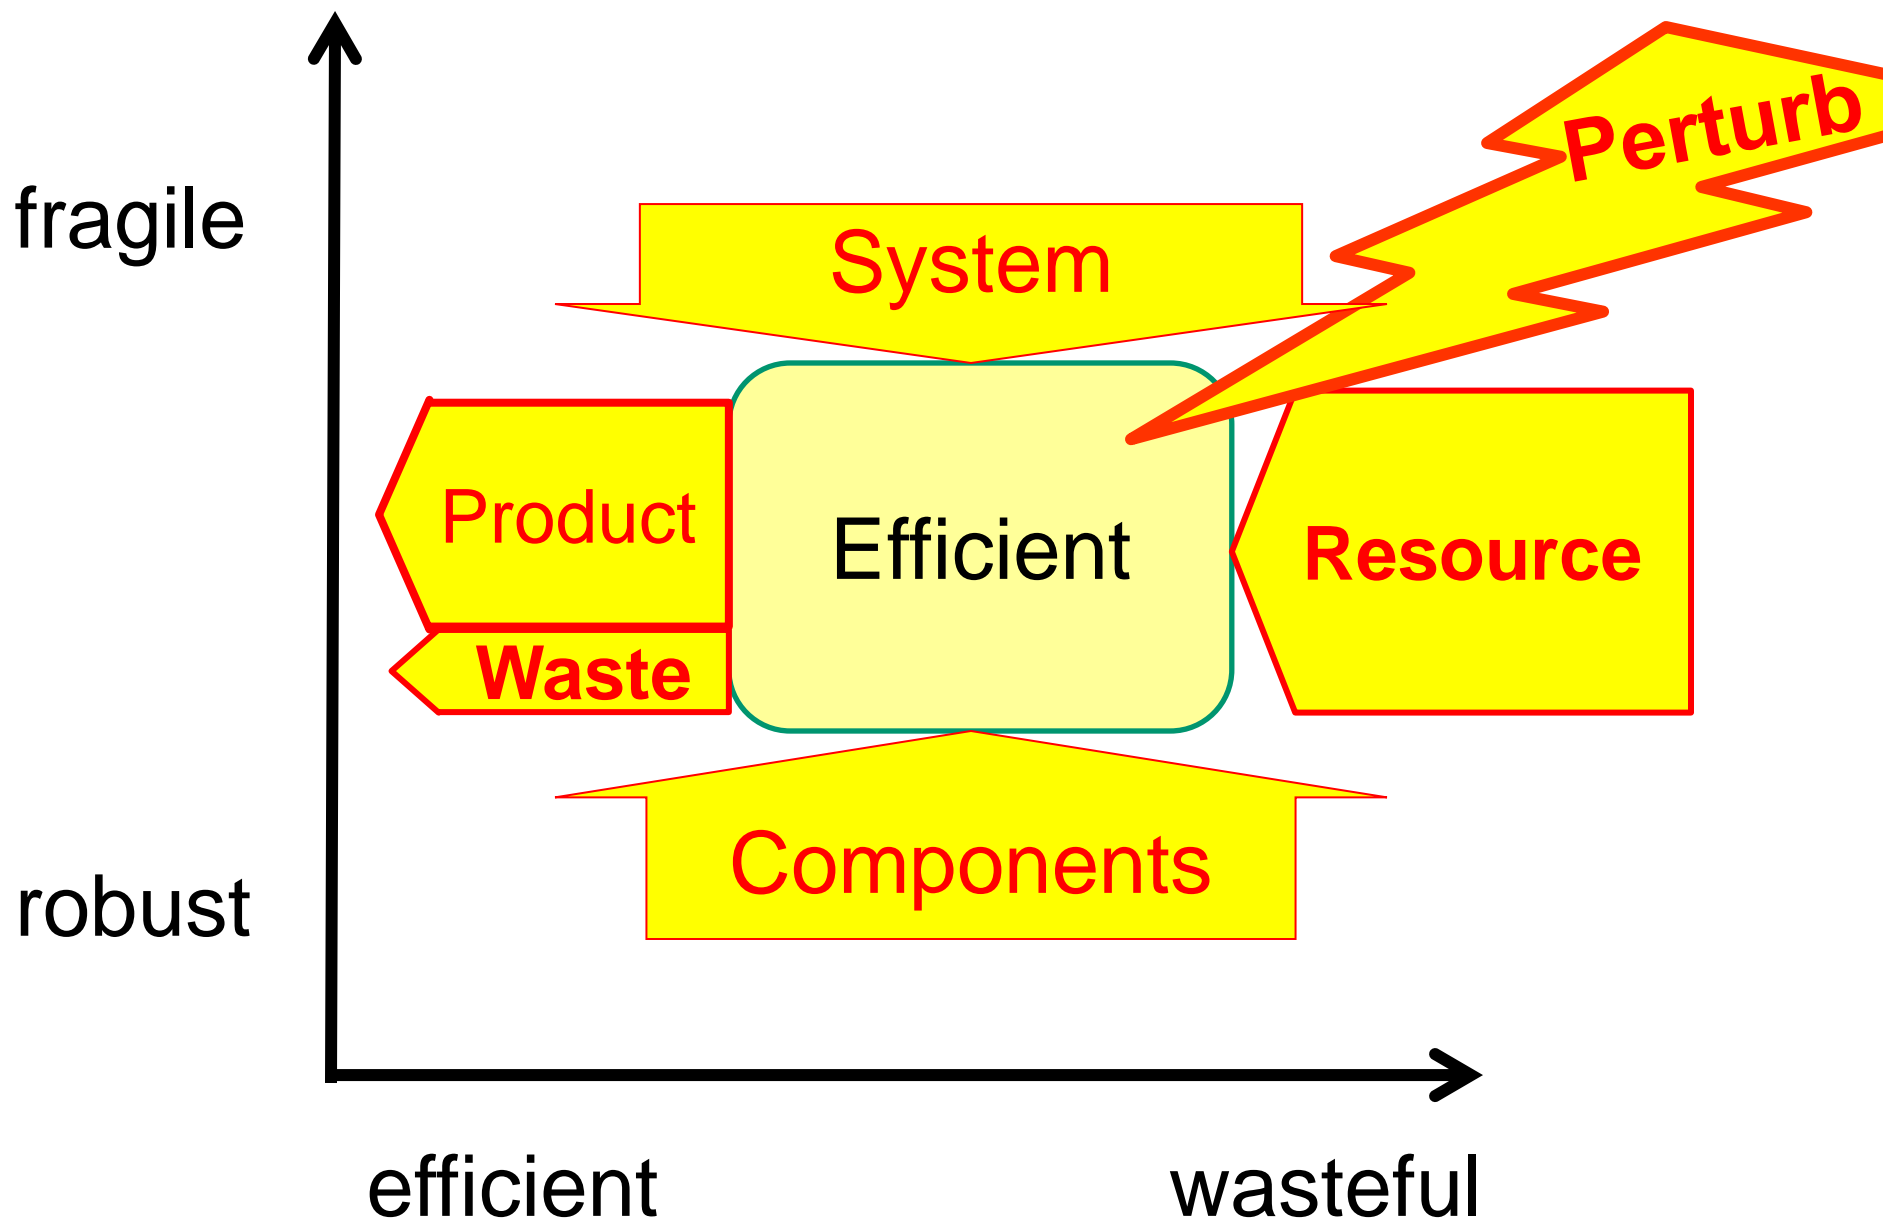 Perturb
fragile
System
Product
Efficient
Resource
Waste
Components
robust
efficient
wasteful